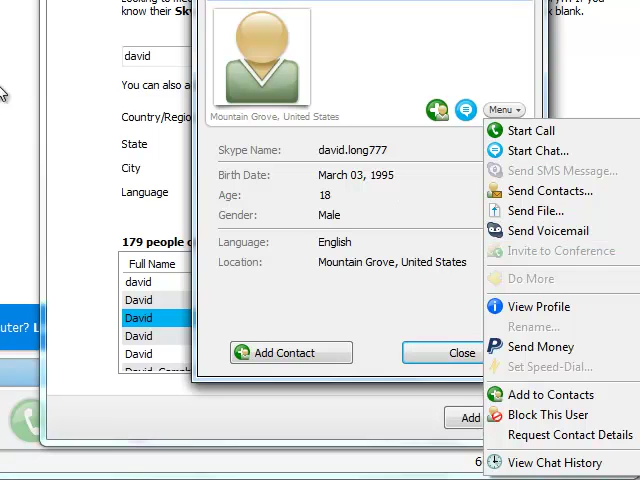 know their Sky
k blank.
david
You can also a
Country/Regio
State
City
Language
179 people
Full Name
david
David
David
David
David
uter?
Mountain Grove, United States
Menu
Skype Name: david.long777
Birth Date: March 03, 1995
Age: 18
Gender: Male
Language: English
Location: Mountain Grove, United States
Add Contact
Close
Add
6
Start Call
Start Chat...
Send SMS Message...
Send Contacts...
Send File...
Send Voicemail
Invite to Conference
Do More
View Profile
Rename...
Send Money
Set Speed-Dial...
Add to Contacts
Block This User
Request Contact Details
View Chat History